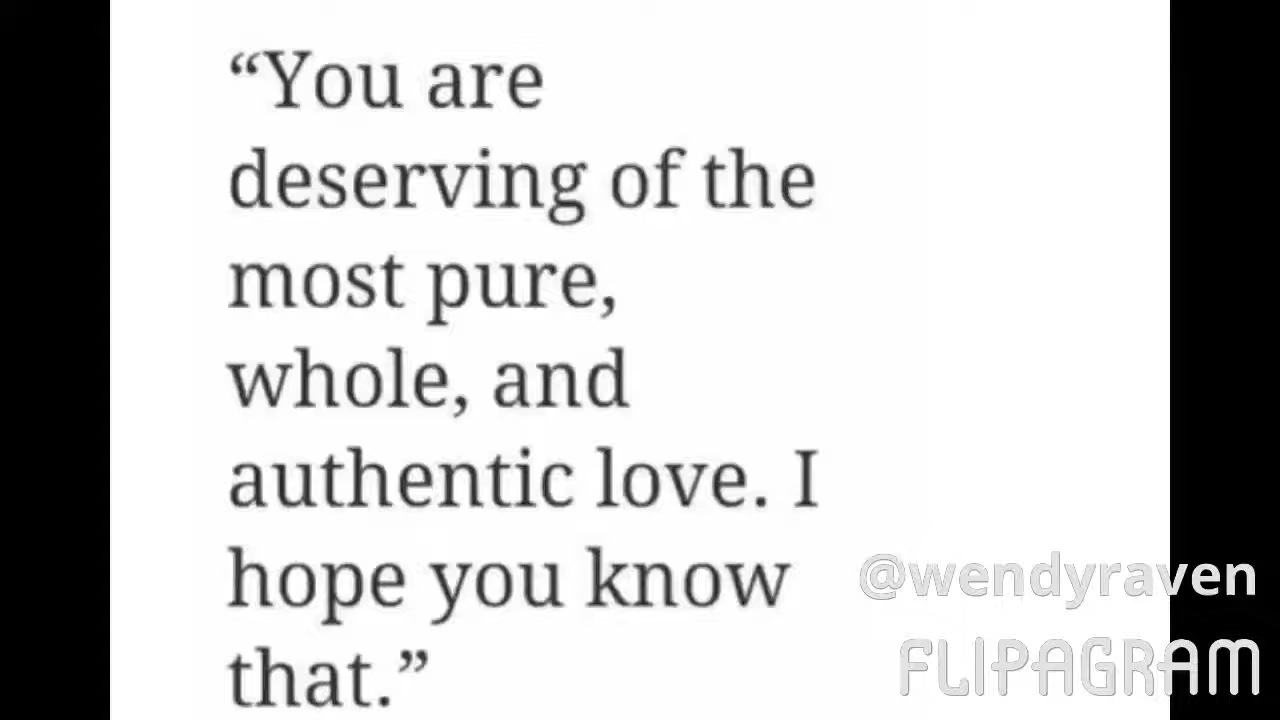 “You are
deserving of the
most pure,
whole, and
authentic love. I
hope you know
that.”
@wendyraven
FLIPAGRAM